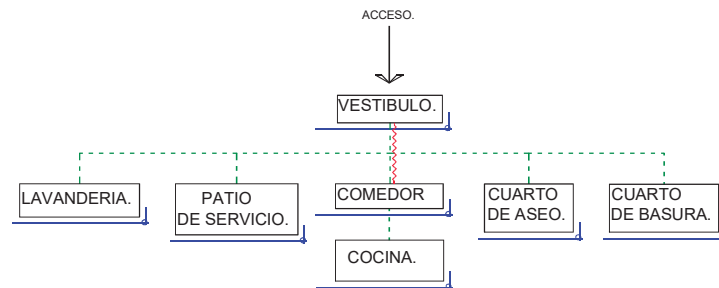 ACCESO.
VESTIBULO.
LAVANDERIA.
PATIO
DE SERVICIO.
COMEDOR
CUARTO
DE ASEO.
CUARTO
DE BASURA.
COCINA.